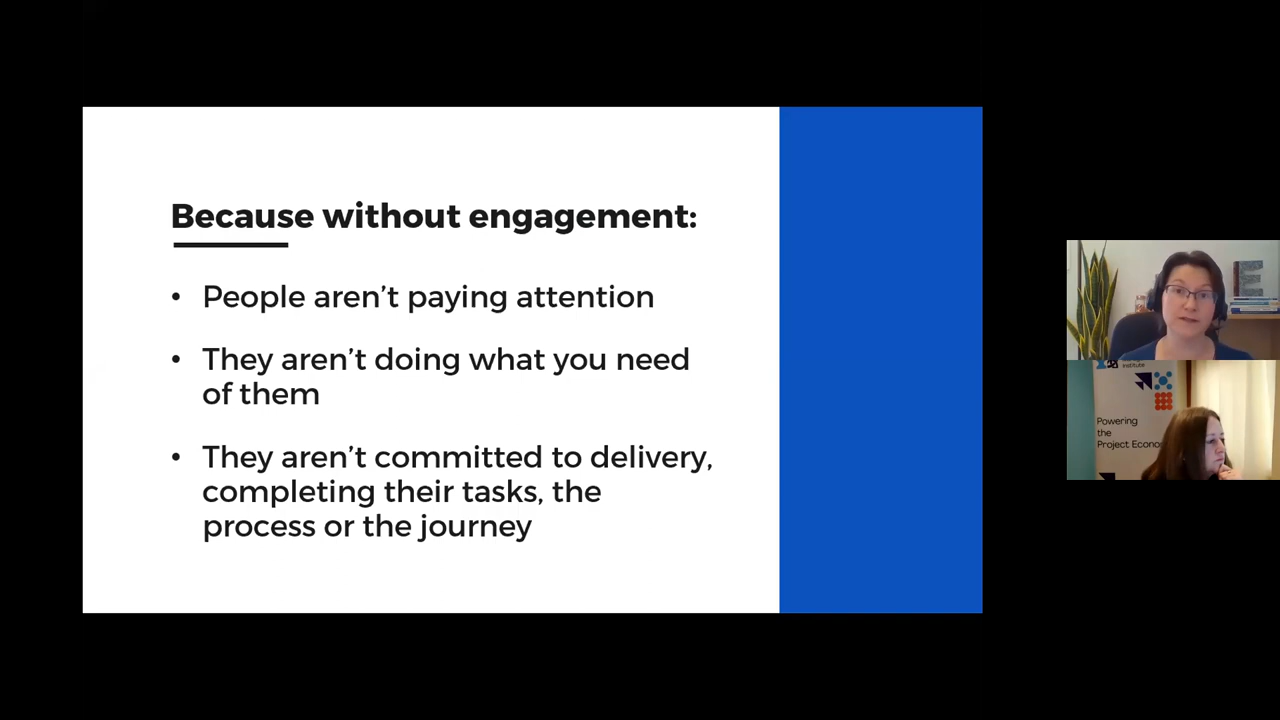 Because without engagement:
• People aren’t paying attention
• They aren’t doing what you need
of them
• They aren’t committed to delivery,
completing their tasks, the
process or the journey
E
institute
Powering
the
Project Econo